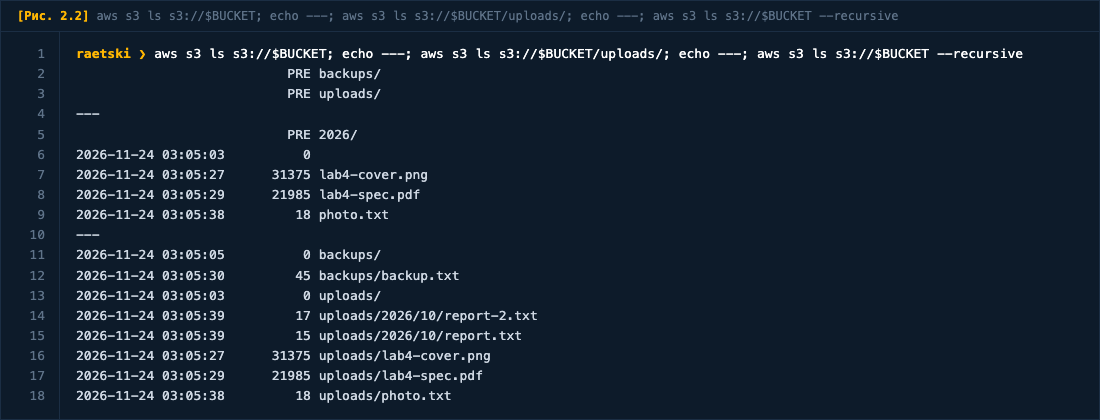 [Рис. 2.2] aws s3 ls s3://$BUCKET; echo ---; aws s3 ls s3://$BUCKET/uploads/; echo ---; aws s3 ls s3://$BUCKET --recursive
1 raetski ❯ aws s3 ls s3://$BUCKET; echo ---; aws s3 ls s3://$BUCKET/uploads/; echo ---; aws s3 ls s3://$BUCKET --recursive
2                            PRE backups/
3                            PRE uploads/
4 ---
5                            PRE 2026/
6 2026-11-24 03:05:03          0
7 2026-11-24 03:05:27      31375 lab4-cover.png
8 2026-11-24 03:05:29      21985 lab4-spec.pdf
9 2026-11-24 03:05:38         18 photo.txt
10 ---
11 2026-11-24 03:05:05          0 backups/
12 2026-11-24 03:05:30         45 backups/backup.txt
13 2026-11-24 03:05:03          0 uploads/
14 2026-11-24 03:05:39         17 uploads/2026/10/report-2.txt
15 2026-11-24 03:05:39         15 uploads/2026/10/report.txt
16 2026-11-24 03:05:27      31375 uploads/lab4-cover.png
17 2026-11-24 03:05:29      21985 uploads/lab4-spec.pdf
18 2026-11-24 03:05:38         18 uploads/photo.txt